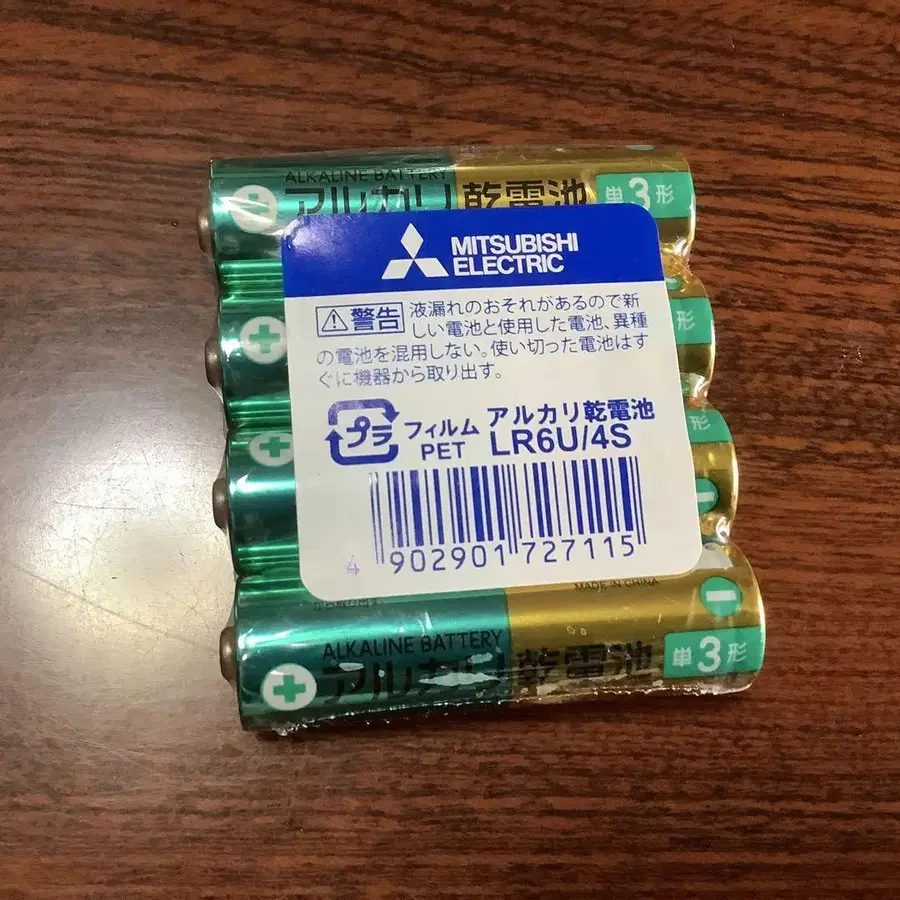 ALKALINE BATTERY
アルカリ乾電池
単3形
MITSUBISHI
ELECTRIC
警告 液漏れのおそれがあるので新
しい電池と使用した電池、異種
の電池を混用しない。使い切った電池はす
ぐに機器から取り出す。
プラ フィルム アルカリ乾電池
PET LR6U/4S
4 902901 727115
形
形
MADE IN CHINA
ALKALINE BATTERY
アルカリ乾電池
単3形